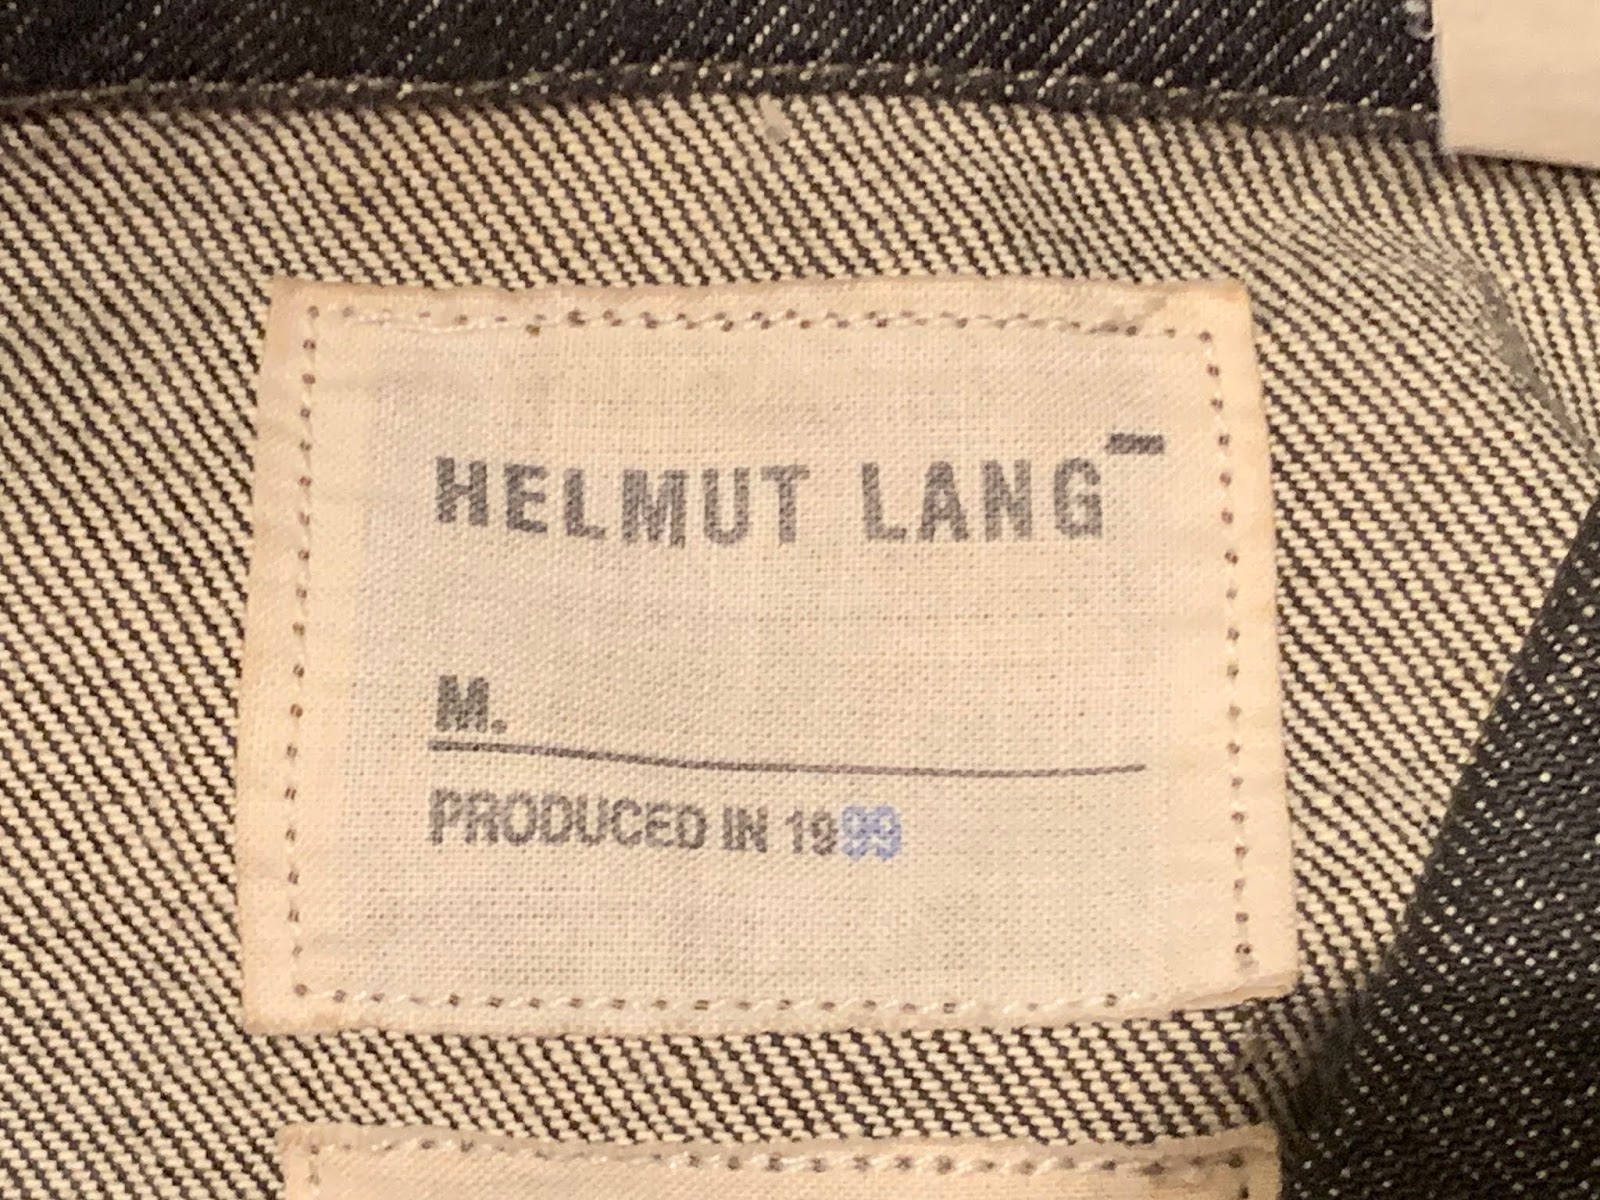 HELMUT LANG
M.
PRODUCED IN 1999